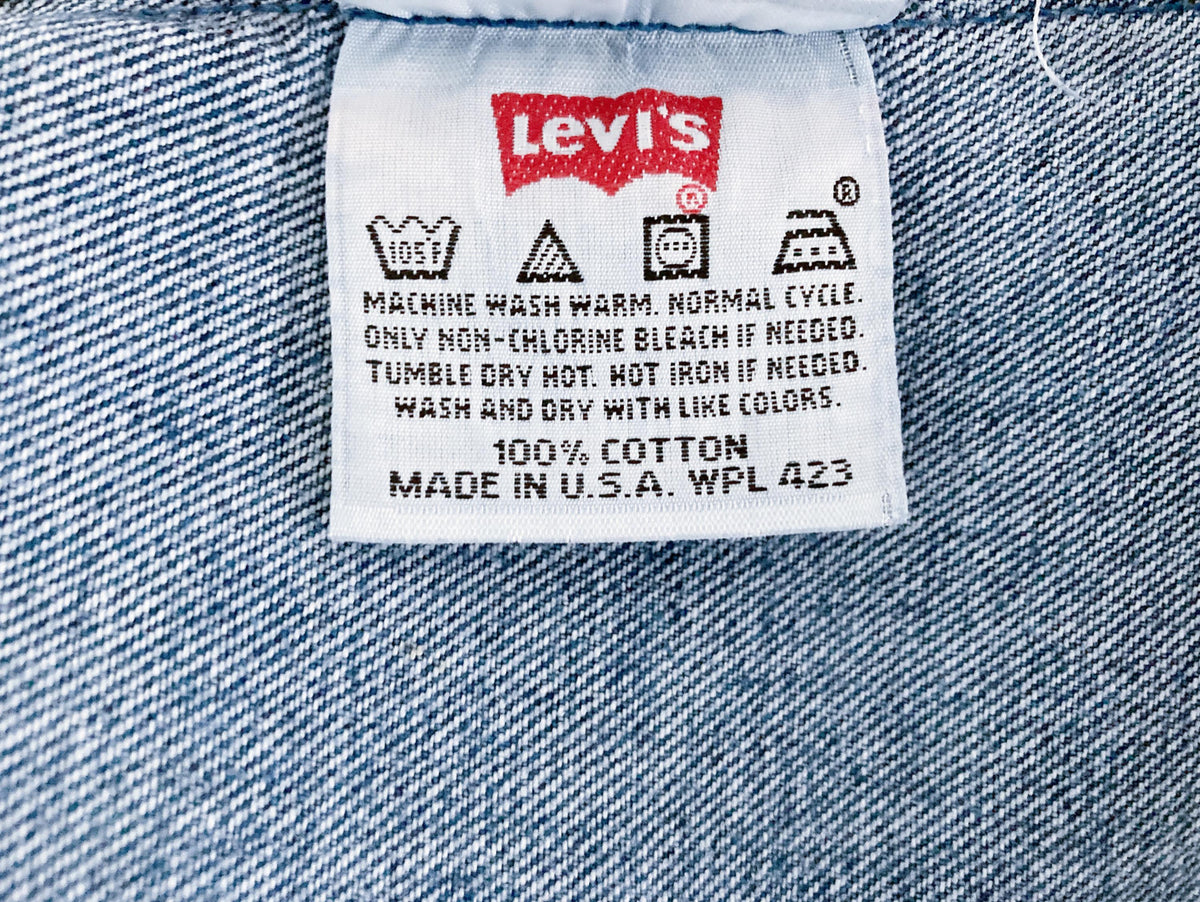 Levi's
®
®
105°F
MACHINE WASH WARM. NORMAL CYCLE.
ONLY NON-CHLORINE BLEACH IF NEEDED.
TUMBLE DRY HOT. HOT IRON IF NEEDED.
WASH AND DRY WITH LIKE COLORS.
100% COTTON
MADE IN U.S.A. WPL 423